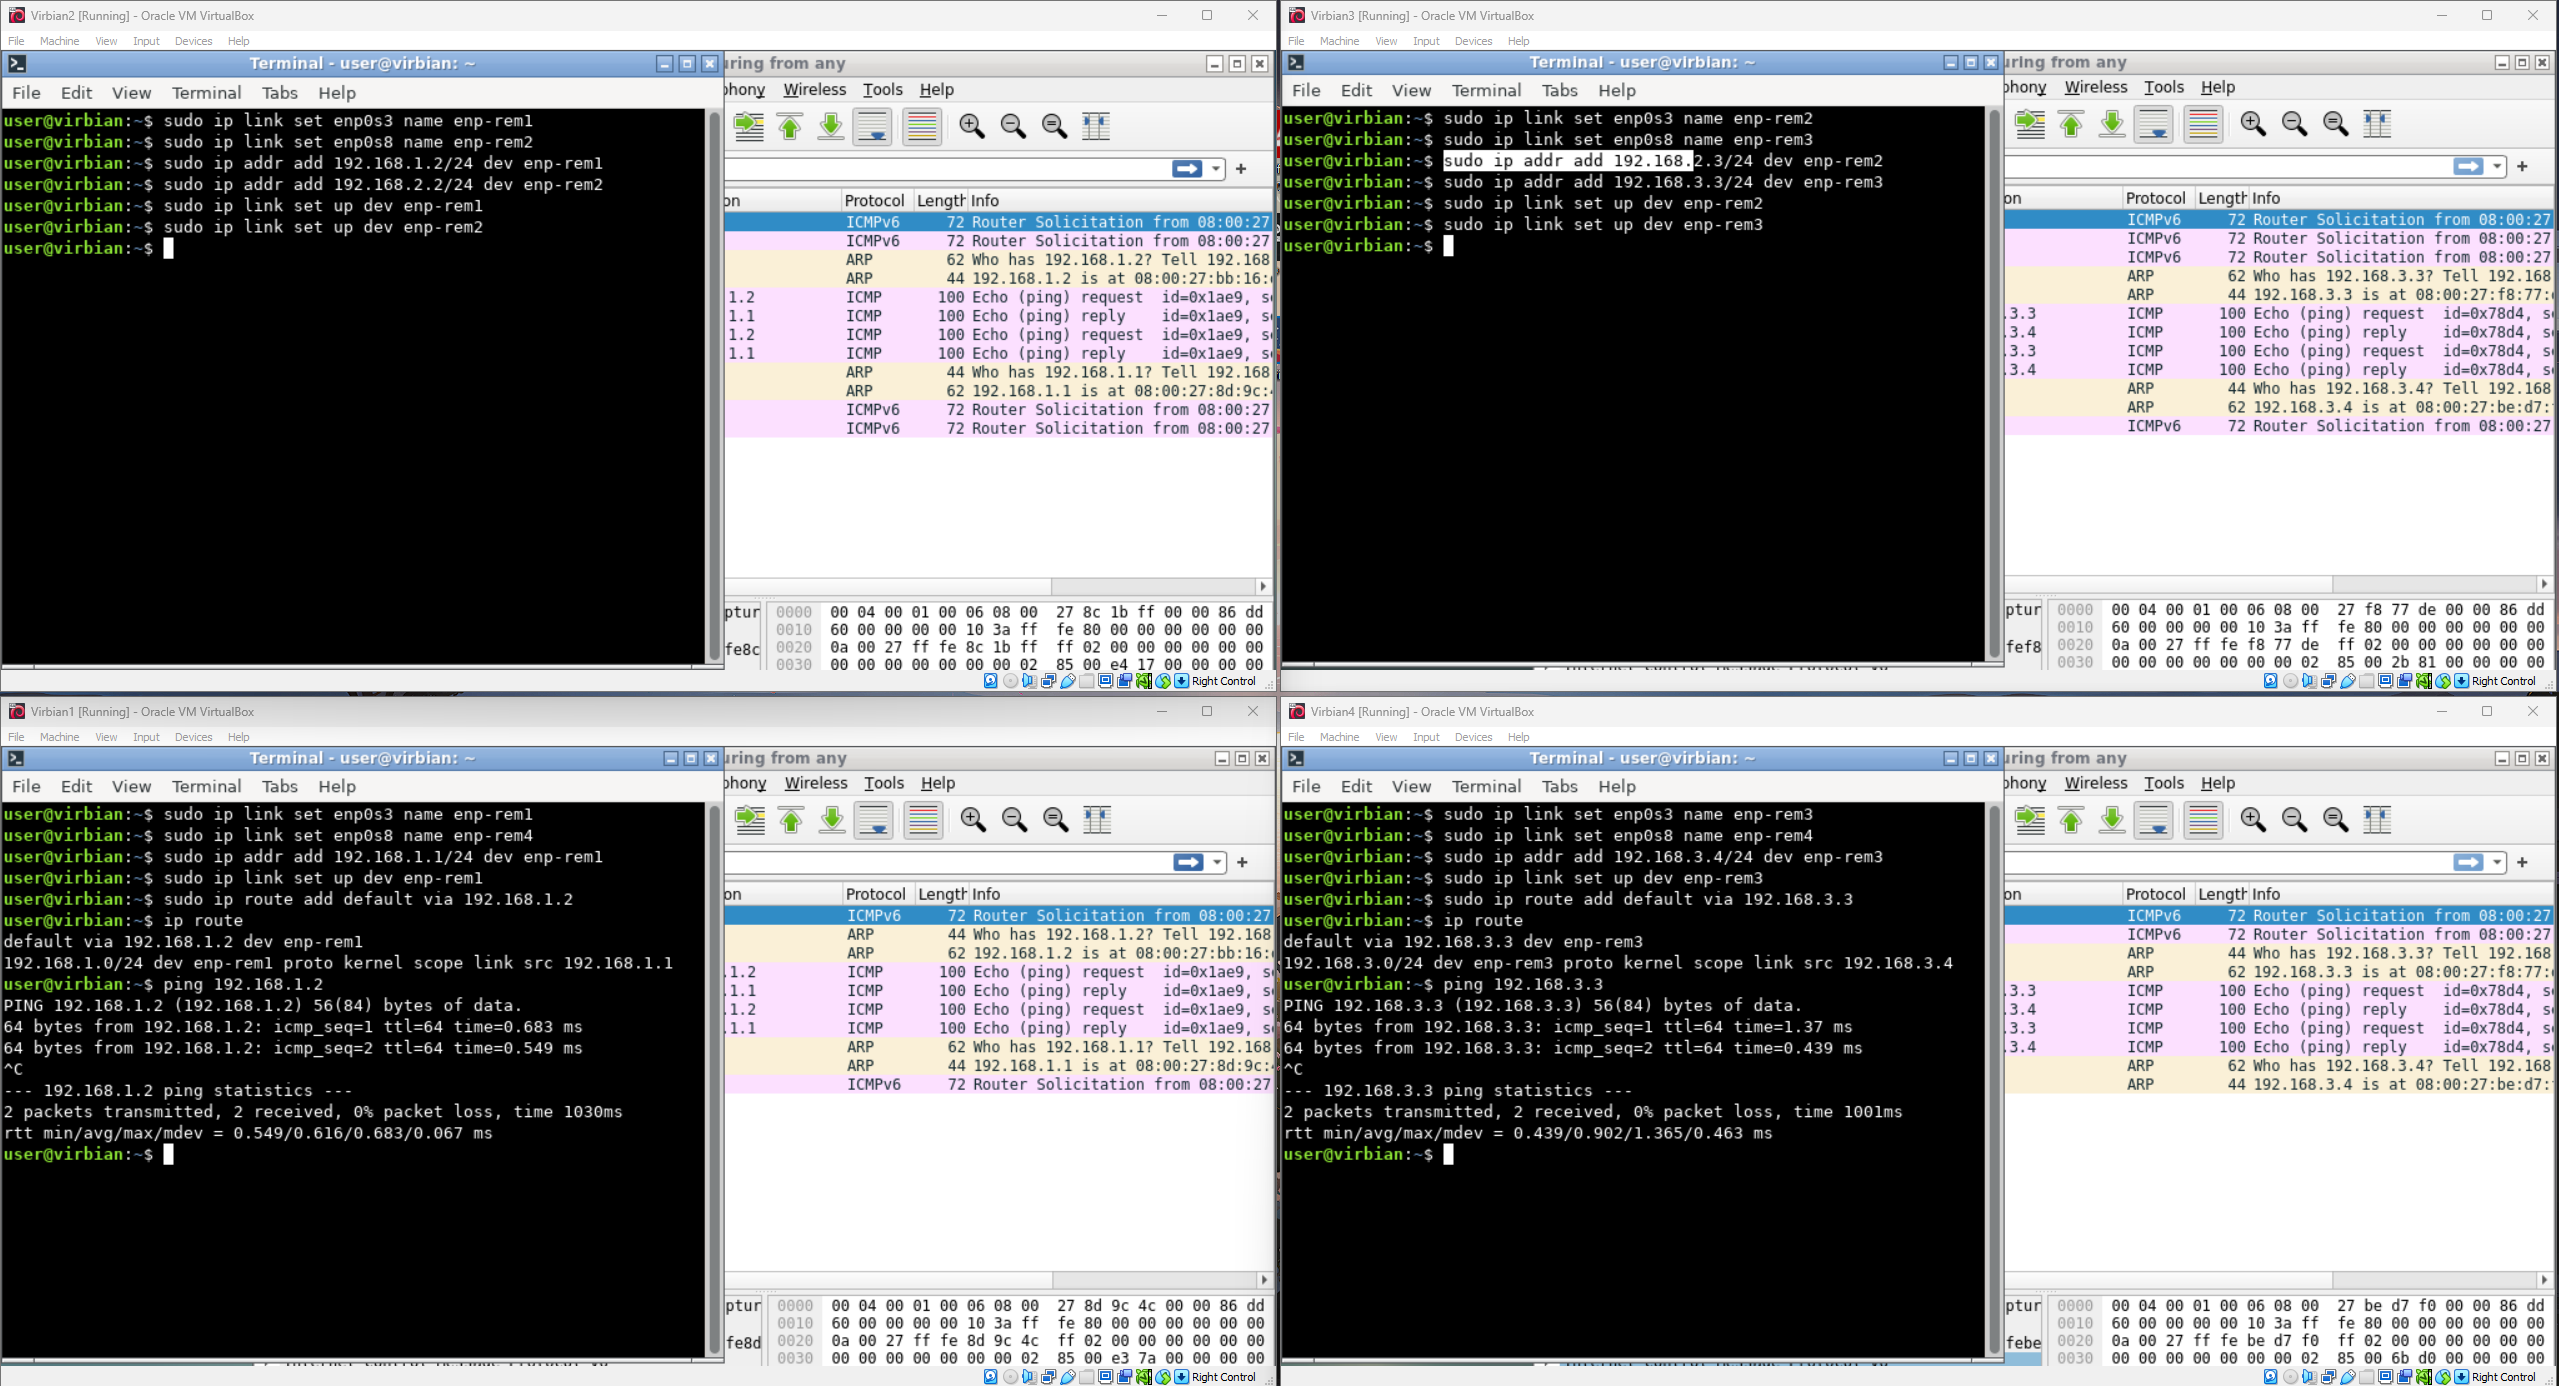 Virbian2 [Running] - Oracle VM VirtualBox
File Machine View Input Devices Help
Terminal - user@virbian: ~
File Edit View Terminal Tabs Help
user@virbian:~$ sudo ip link set enp0s3 name enp-rem1
user@virbian:~$ sudo ip link set enp0s8 name enp-rem2
user@virbian:~$ sudo ip addr add 192.168.1.2/24 dev enp-rem1
user@virbian:~$ sudo ip addr add 192.168.2.2/24 dev enp-rem2
user@virbian:~$ sudo ip link set up dev enp-rem1
user@virbian:~$ sudo ip link set up dev enp-rem2
user@virbian:~$
uring from any
phony Wireless Tools Help
on Protocol Length Info
ICMPv6 72 Router Solicitation from 08:00:27
ICMPv6 72 Router Solicitation from 08:00:27
ARP 62 Who has 192.168.1.2? Tell 192.168
ARP 44 192.168.1.2 is at 08:00:27:bb:16:
1.2 ICMP 100 Echo (ping) request id=0x1ae9, s
1.1 ICMP 100 Echo (ping) reply id=0x1ae9, s
1.2 ICMP 100 Echo (ping) request id=0x1ae9, s
1.1 ICMP 100 Echo (ping) reply id=0x1ae9, s
ARP 44 Who has 192.168.1.1? Tell 192.168
ARP 62 192.168.1.1 is at 08:00:27:8d:9c:
ICMPv6 72 Router Solicitation from 08:00:27
ICMPv6 72 Router Solicitation from 08:00:27
ptur 0000 00 04 00 01 00 06 08 00 27 8c 1b ff 00 00 86 dd
0010 60 00 00 00 00 10 3a ff fe 80 00 00 00 00 00 00
fe8c 0020 0a 00 27 ff fe 8c 1b ff ff 02 00 00 00 00 00 00
0030 00 00 00 00 00 00 00 02 85 00 e4 17 00 00 00 00
Right Control
Virbian3 [Running] - Oracle VM VirtualBox
File Machine View Input Devices Help
Terminal - user@virbian: ~
File Edit View Terminal Tabs Help
user@virbian:~$ sudo ip link set enp0s3 name enp-rem2
user@virbian:~$ sudo ip link set enp0s8 name enp-rem3
user@virbian:~$ sudo ip addr add 192.168.2.3/24 dev enp-rem2
user@virbian:~$ sudo ip addr add 192.168.3.3/24 dev enp-rem3
user@virbian:~$ sudo ip link set up dev enp-rem2
user@virbian:~$ sudo ip link set up dev enp-rem3
user@virbian:~$
uring from any
phony Wireless Tools Help
on Protocol Length Info
ICMPv6 72 Router Solicitation from 08:00:27
ICMPv6 72 Router Solicitation from 08:00:27
ICMPv6 72 Router Solicitation from 08:00:27
ARP 62 Who has 192.168.3.3? Tell 192.168
ARP 44 192.168.3.3 is at 08:00:27:f8:77:
.3.3 ICMP 100 Echo (ping) request id=0x78d4, s
.3.4 ICMP 100 Echo (ping) reply id=0x78d4, s
.3.3 ICMP 100 Echo (ping) request id=0x78d4, s
.3.4 ICMP 100 Echo (ping) reply id=0x78d4, s
ARP 44 Who has 192.168.3.4? Tell 192.168
ARP 62 192.168.3.4 is at 08:00:27:be:d7:
ICMPv6 72 Router Solicitation from 08:00:27
ptur 0000 00 04 00 01 00 06 08 00 27 f8 77 de 00 00 86 dd
0010 60 00 00 00 00 10 3a ff fe 80 00 00 00 00 00 00
fef8 0020 0a 00 27 ff fe f8 77 de ff 02 00 00 00 00 00 00
0030 00 00 00 00 00 00 00 02 85 00 2b 81 00 00 00 00
Right Control
Virbian1 [Running] - Oracle VM VirtualBox
File Machine View Input Devices Help
Terminal - user@virbian: ~
File Edit View Terminal Tabs Help
user@virbian:~$ sudo ip link set enp0s3 name enp-rem1
user@virbian:~$ sudo ip link set enp0s8 name enp-rem4
user@virbian:~$ sudo ip addr add 192.168.1.1/24 dev enp-rem1
user@virbian:~$ sudo ip link set up dev enp-rem1
user@virbian:~$ sudo ip route add default via 192.168.1.2
user@virbian:~$ ip route
default via 192.168.1.2 dev enp-rem1
192.168.1.0/24 dev enp-rem1 proto kernel scope link src 192.168.1.1
user@virbian:~$ ping 192.168.1.2
PING 192.168.1.2 (192.168.1.2) 56(84) bytes of data.
64 bytes from 192.168.1.2: icmp_seq=1 ttl=64 time=0.683 ms
64 bytes from 192.168.1.2: icmp_seq=2 ttl=64 time=0.549 ms
^C
--- 192.168.1.2 ping statistics ---
2 packets transmitted, 2 received, 0% packet loss, time 1030ms
rtt min/avg/max/mdev = 0.549/0.616/0.683/0.067 ms
user@virbian:~$
uring from any
phony Wireless Tools Help
on Protocol Length Info
ICMPv6 72 Router Solicitation from 08:00:27
ARP 44 Who has 192.168.1.2? Tell 192.168
ARP 62 192.168.1.2 is at 08:00:27:bb:16:
.1.2 ICMP 100 Echo (ping) request id=0x1ae9, s
.1.1 ICMP 100 Echo (ping) reply id=0x1ae9, s
.1.2 ICMP 100 Echo (ping) request id=0x1ae9, s
.1.1 ICMP 100 Echo (ping) reply id=0x1ae9, s
ARP 62 Who has 192.168.1.1? Tell 192.168
ARP 44 192.168.1.1 is at 08:00:27:8d:9c:
ICMPv6 72 Router Solicitation from 08:00:27
ptur 0000 00 04 00 01 00 06 08 00 27 8d 9c 4c 00 00 86 dd
0010 60 00 00 00 00 10 3a ff fe 80 00 00 00 00 00 00
fe8d 0020 0a 00 27 ff fe 8d 9c 4c ff 02 00 00 00 00 00 00
0030 00 00 00 00 00 00 00 02 85 00 e3 7a 00 00 00 00
Right Control
Virbian4 [Running] - Oracle VM VirtualBox
File Machine View Input Devices Help
Terminal - user@virbian: ~
File Edit View Terminal Tabs Help
user@virbian:~$ sudo ip link set enp0s3 name enp-rem3
user@virbian:~$ sudo ip link set enp0s8 name enp-rem4
user@virbian:~$ sudo ip addr add 192.168.3.4/24 dev enp-rem3
user@virbian:~$ sudo ip link set up dev enp-rem3
user@virbian:~$ sudo ip route add default via 192.168.3.3
user@virbian:~$ ip route
default via 192.168.3.3 dev enp-rem3
192.168.3.0/24 dev enp-rem3 proto kernel scope link src 192.168.3.4
user@virbian:~$ ping 192.168.3.3
PING 192.168.3.3 (192.168.3.3) 56(84) bytes of data.
64 bytes from 192.168.3.3: icmp_seq=1 ttl=64 time=1.37 ms
64 bytes from 192.168.3.3: icmp_seq=2 ttl=64 time=0.439 ms
^C
--- 192.168.3.3 ping statistics ---
2 packets transmitted, 2 received, 0% packet loss, time 1001ms
rtt min/avg/max/mdev = 0.439/0.902/1.365/0.463 ms
user@virbian:~$
uring from any
phony Wireless Tools Help
on Protocol Length Info
ICMPv6 72 Router Solicitation from 08:00:27
ICMPv6 72 Router Solicitation from 08:00:27
ARP 44 Who has 192.168.3.3? Tell 192.168
ARP 62 192.168.3.3 is at 08:00:27:f8:77:
.3.3 ICMP 100 Echo (ping) request id=0x78d4, s
.3.4 ICMP 100 Echo (ping) reply id=0x78d4, s
.3.3 ICMP 100 Echo (ping) request id=0x78d4, s
.3.4 ICMP 100 Echo (ping) reply id=0x78d4, s
ARP 62 Who has 192.168.3.4? Tell 192.168
ARP 44 192.168.3.4 is at 08:00:27:be:d7:
ptur 0000 00 04 00 01 00 06 08 00 27 be d7 f0 00 00 86 dd
0010 60 00 00 00 00 10 3a ff fe 80 00 00 00 00 00 00
febe 0020 0a 00 27 ff fe be d7 f0 ff 02 00 00 00 00 00 00
0030 00 00 00 00 00 00 00 02 85 00 6b d0 00 00 00 00
Right Control